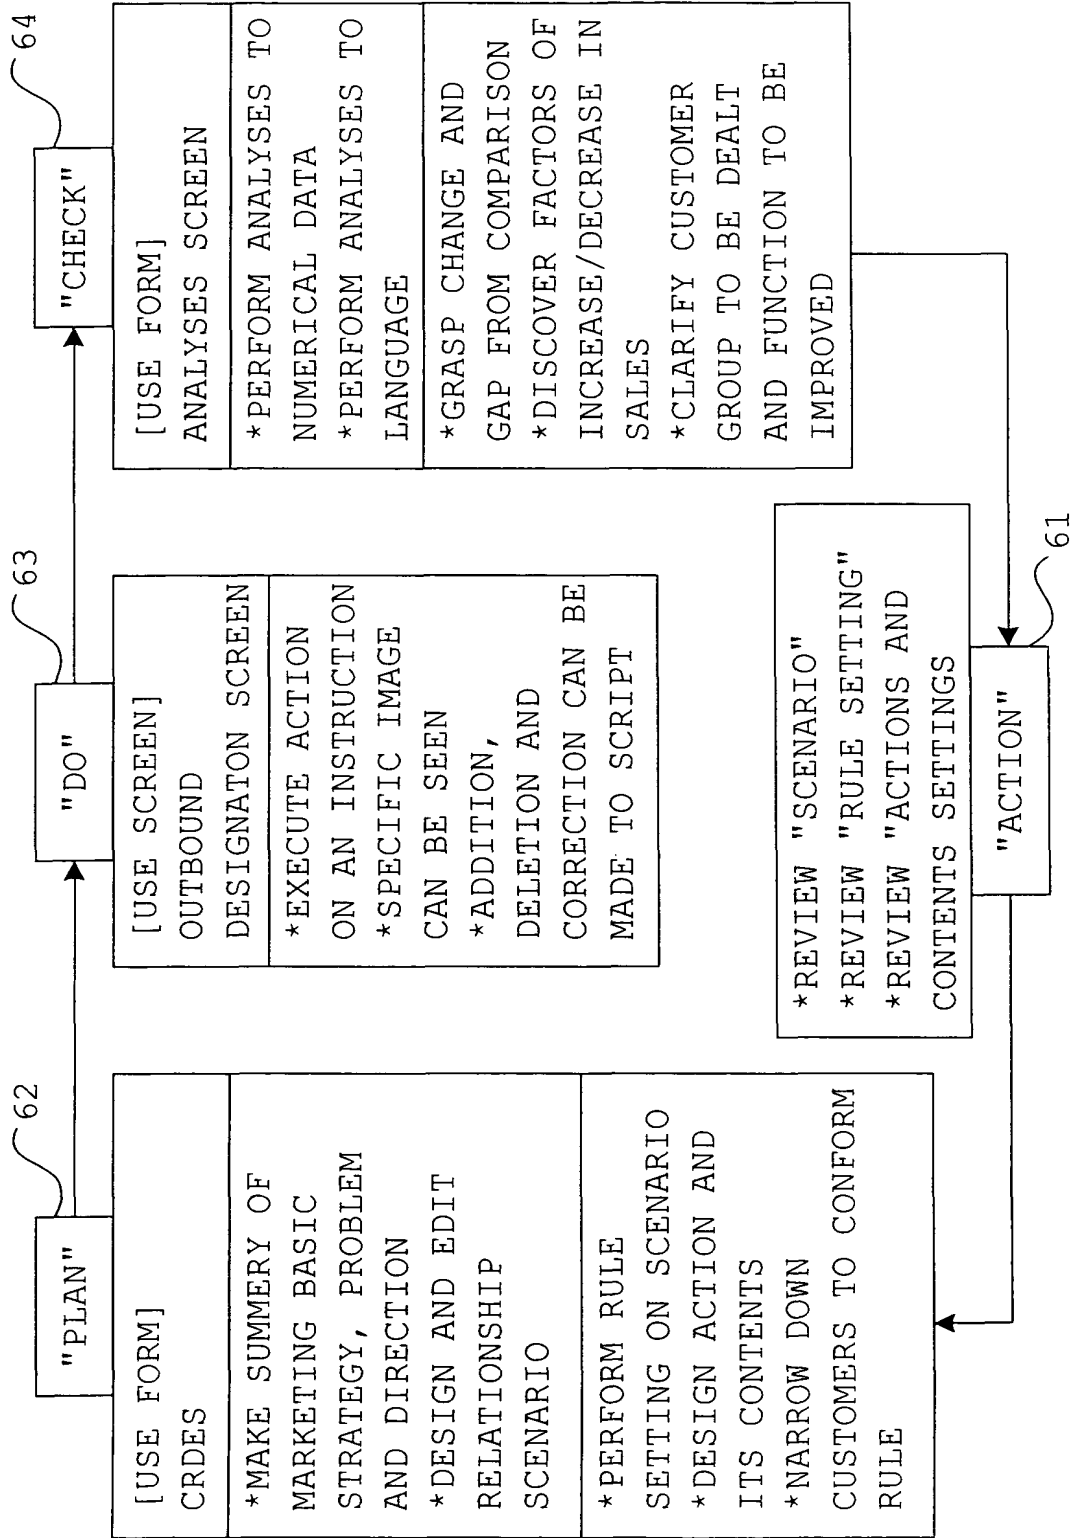 62
"PLAN"
[USE FORM]
CRDES
*MAKE SUMMERY OF
MARKETING BASIC
STRATEGY, PROBLEM
AND DIRECTION
*DESIGN AND EDIT
RELATIONSHIP
SCENARIO
*PERFORM RULE
SETTING ON SCENARIO
*DESIGN ACTION AND
ITS CONTENTS
*NARROW DOWN
CUSTOMERS TO CONFORM
RULE
63
"DO"
[USE SCREEN]
OUTBOUND
DESIGNATON SCREEN
*EXECUTE ACTION
ON AN INSTRUCTION
*SPECIFIC IMAGE
CAN BE SEEN
*ADDITION,
DELETION AND
CORRECTION CAN BE
MADE TO SCRIPT
64
"CHECK"
[USE FORM]
ANALYSES SCREEN
*PERFORM ANALYSES TO
NUMERICAL DATA
*PERFORM ANALYSES TO
LANGUAGE
*GRASP CHANGE AND
GAP FROM COMPARISON
*DISCOVER FACTORS OF
INCREASE/DECREASE IN
SALES
*CLARIFY CUSTOMER
GROUP TO BE DEALT
AND FUNCTION TO BE
IMPROVED
*REVIEW "SCENARIO"
*REVIEW "RULE SETTING"
*REVIEW "ACTIONS AND
CONTENTS SETTINGS
"ACTION"
61